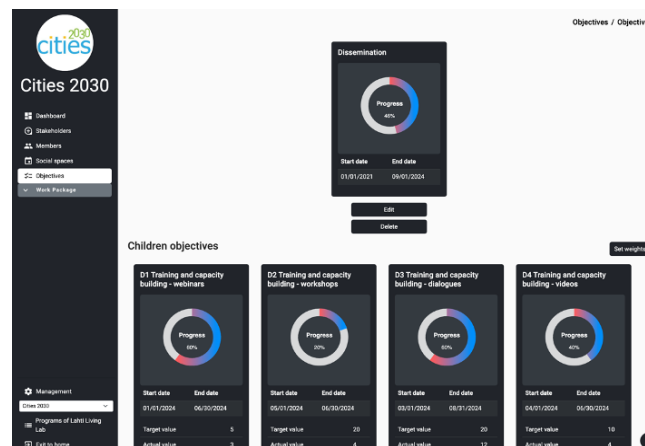 2030
cities
Cities 2030
Dashboard
Stakeholders
Members
Social spaces
Objectives
Work Package
Management
Cities 2030
Programs of Lahti Living
Lab
Exit to home
Objectives / Objectiv
Dissemination
Progress
Start date End date
01/01/2021 09/01/2024
Edit
Delete
Children objectives
Set weights
D1 Training and capacity
building - webinars
Progress
60%
Start date End date
01/01/2024 06/30/2024
Target value 5
Actual value 3
D2 Training and capacity
building - workshops
Progress
20%
Start date End date
05/01/2024 06/30/2024
Target value 20
Actual value 4
D3 Training and capacity
building - dialogues
Progress
60%
Start date End date
03/01/2024 08/31/2024
Target value 20
Actual value 12
D4 Training and capacity
building - videos
Progress
40%
Start date End date
04/01/2024 06/30/2024
Target value 10
Actual value 4